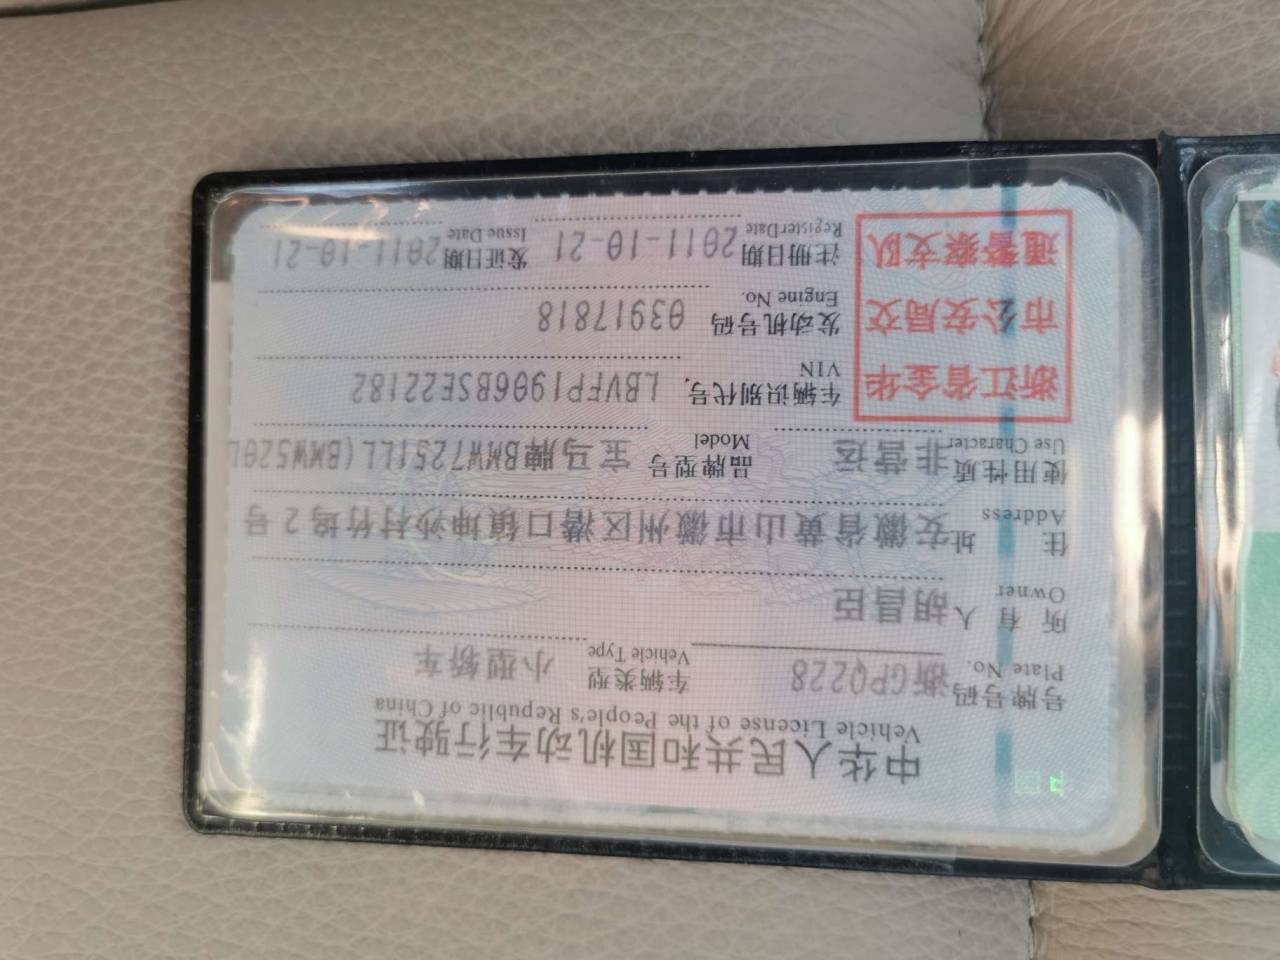 中华人民共和国机动车行驶证
Vehicle License of the People's Republic of China
号牌号码 浙GPQ228 车辆类型 小型轿车
Plate No. Vehicle Type
所有人 胡昌臣
Owner
住址 安徽省黄山市徽州区潜口镇坤沙村竹坞2号
Address
使用性质 非营运 品牌型号 宝马牌BMW7251LL(BMW520L
Use Character Model
浙江省金华
市公安局交
通警察支队
车辆识别代号 LBVFP1906BSE22182
VIN
发动机号码 03917818
Engine No.
注册日期 2011-10-21 发证日期 2011-10-21
Register Date Issue Date